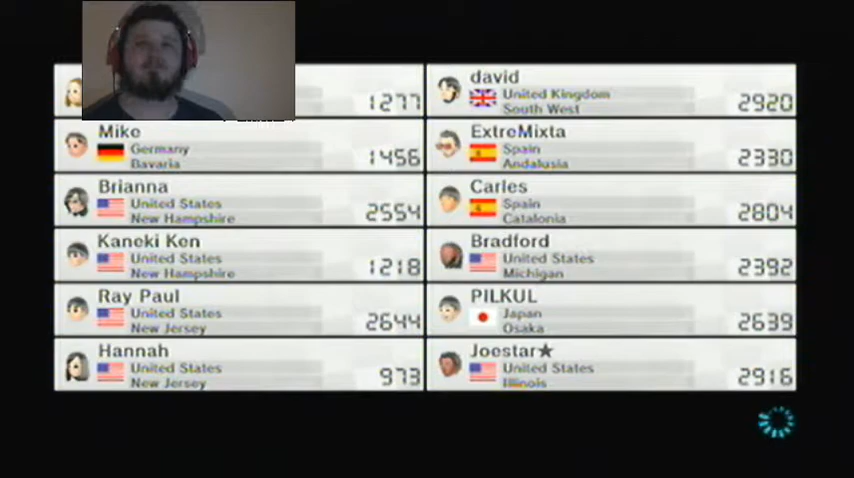 1277
Mike
Germany
Bavaria
1456
Brianna
United States
New Hampshire
2554
Kaneki Ken
United States
New Hampshire
1218
Ray Paul
United States
New Jersey
2644
Hannah
United States
New Jersey
973
david
United Kingdom
South West
2920
ExtreMixta
Spain
Andalusia
2330
Carles
Spain
Catalonia
2804
Bradford
United States
Michigan
2392
PILKUL
Japan
Osaka
2639
Joestar★
United States
Illinois
2916